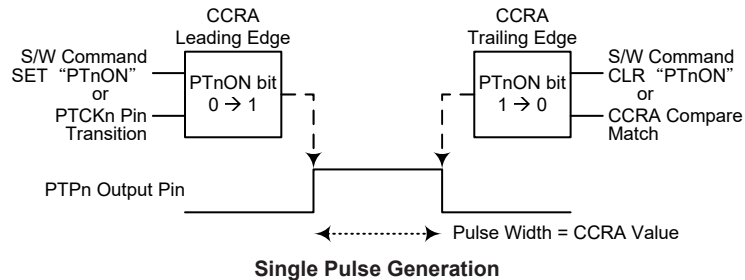 CCRA
Leading Edge
S/W Command
SET “PTnON”
or
PTCKn Pin
Transition
PTnON bit
0 → 1
CCRA
Trailing Edge
PTnON bit
1 → 0
S/W Command
CLR “PTnON”
or
CCRA Compare
Match
PTPn Output Pin
Pulse Width = CCRA Value
Single Pulse Generation